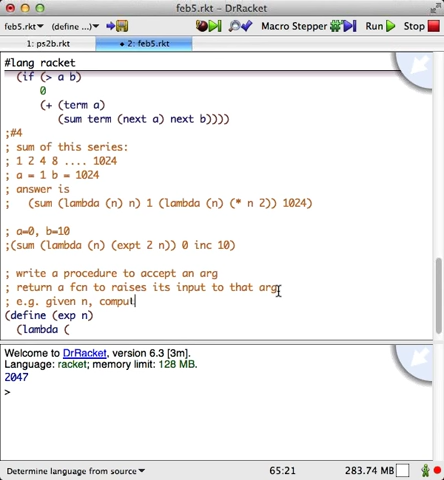 feb5.rkt - DrRacket
feb5.rkt▼ (define ...)▼ Macro Stepper Run Stop
1: ps2b.rkt 2: feb5.rkt
#lang racket
(if (> a b)
0
(+ (term a)
(sum term (next a) next b))))
;#4
; sum of this series:
; 1 2 4 8 .... 1024
; a = 1 b = 1024
; answer is
; (sum (lambda (n) n) 1 (lambda (n) (* n 2)) 1024)
; a=0, b=10
;(sum (lambda (n) (expt 2 n)) 0 inc 10)
; write a procedure to accept an arg
; return a fcn to raises its input to that arg
; e.g. given n, comput
(define (exp n)
(lambda (
Welcome to DrRacket, version 6.3 [3m].
Language: racket; memory limit: 128 MB.
2047
>
Determine language from source▼ 65:21 283.74 MB